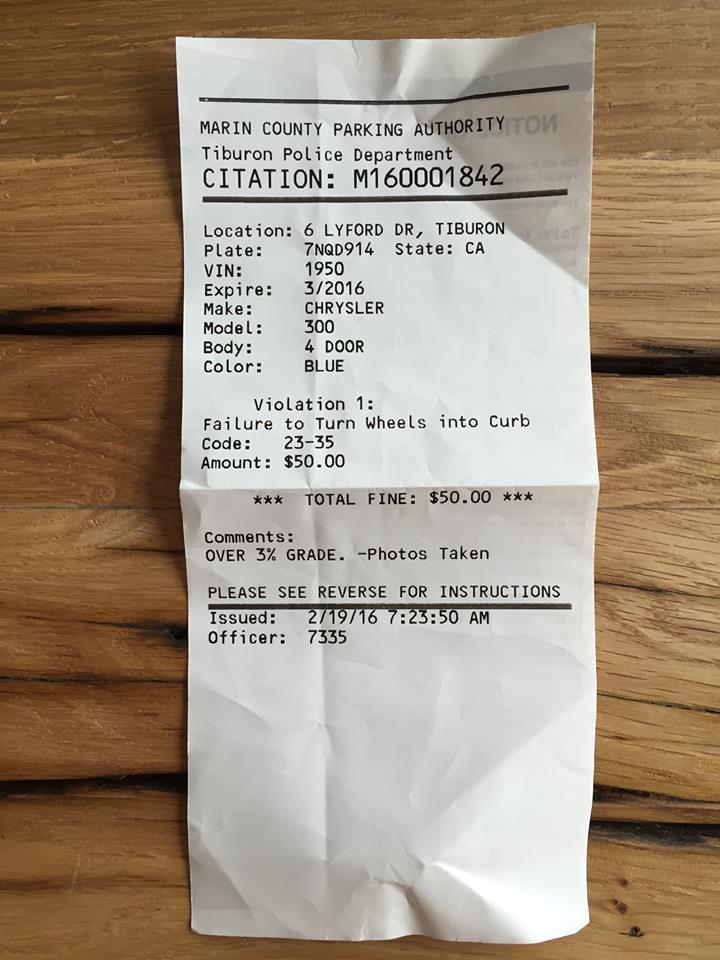 MARIN COUNTY PARKING AUTHORITY
Tiburon Police Department
CITATION: M160001842
Location: 6 LYFORD DR, TIBURON
Plate: 7NQD914 State: CA
VIN: 1950
Expire: 3/2016
Make: CHRYSLER
Model: 300
Body: 4 DOOR
Color: BLUE
Violation 1:
Failure to Turn Wheels into Curb
Code: 23-35
Amount: $50.00
*** TOTAL FINE: $50.00 ***
Comments:
OVER 3% GRADE. -Photos Taken
PLEASE SEE REVERSE FOR INSTRUCTIONS
Issued: 2/19/16 7:23:50 AM
Officer: 7335